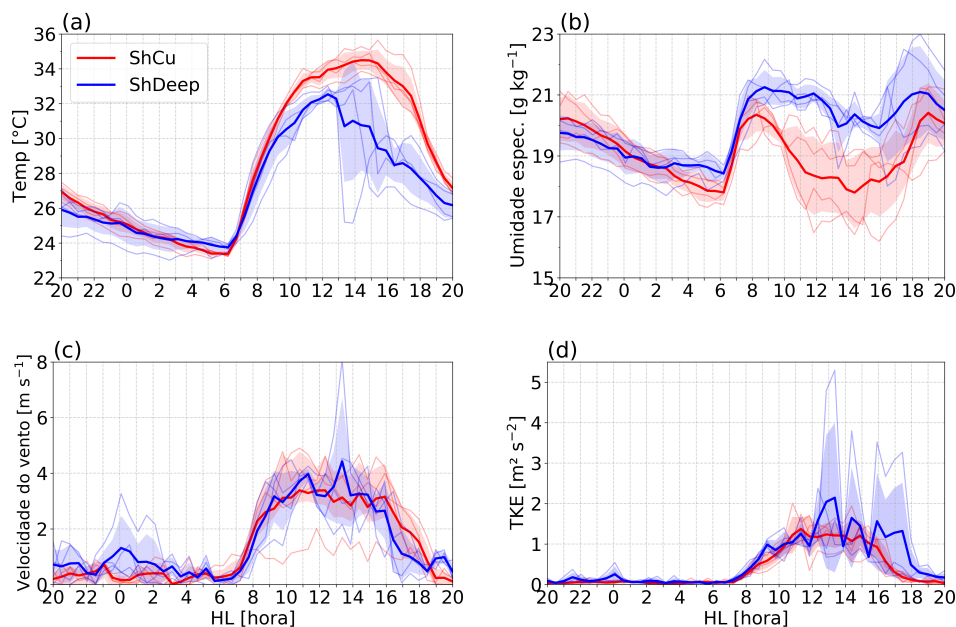 (a)
Temp [°C]
36
34
32
30
28
26
24
22
ShCu
ShDeep
20 22 0 2 4 6 8 10 12 14 16 18 20
(b)
Umidade espec. [g kg⁻¹]
23
21
19
17
15
20 22 0 2 4 6 8 10 12 14 16 18 20
(c)
Velocidade do vento [m s⁻¹]
8
6
4
2
0
20 22 0 2 4 6 8 10 12 14 16 18 20
HL [hora]
(d)
TKE [m² s⁻²]
5
4
3
2
1
0
20 22 0 2 4 6 8 10 12 14 16 18 20
HL [hora]